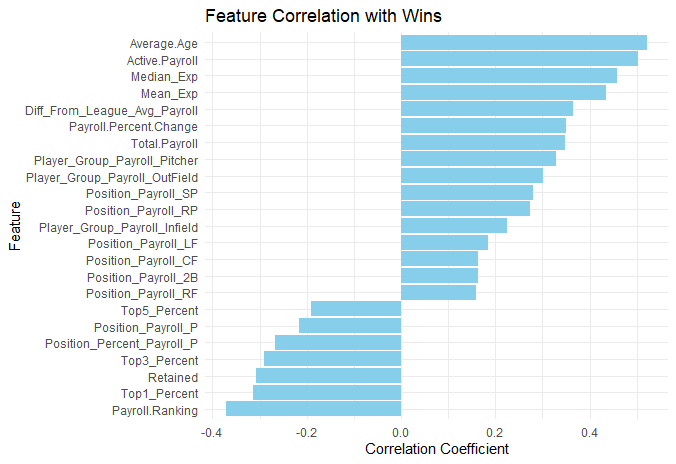 Feature Correlation with Wins
Average.Age
Active.Payroll
Median_Exp
Mean_Exp
Diff_From_League_Avg_Payroll
Payroll.Percent.Change
Total.Payroll
Player_Group_Payroll_Pitcher
Player_Group_Payroll_OutField
Position_Payroll_SP
Position_Payroll_RP
Player_Group_Payroll_Infield
Position_Payroll_LF
Position_Payroll_CF
Position_Payroll_2B
Position_Payroll_RF
Top5_Percent
Position_Payroll_P
Position_Percent_Payroll_P
Top3_Percent
Retained
Top1_Percent
Payroll.Ranking
Feature
-0.4 -0.2 0.0 0.2 0.4
Correlation Coefficient